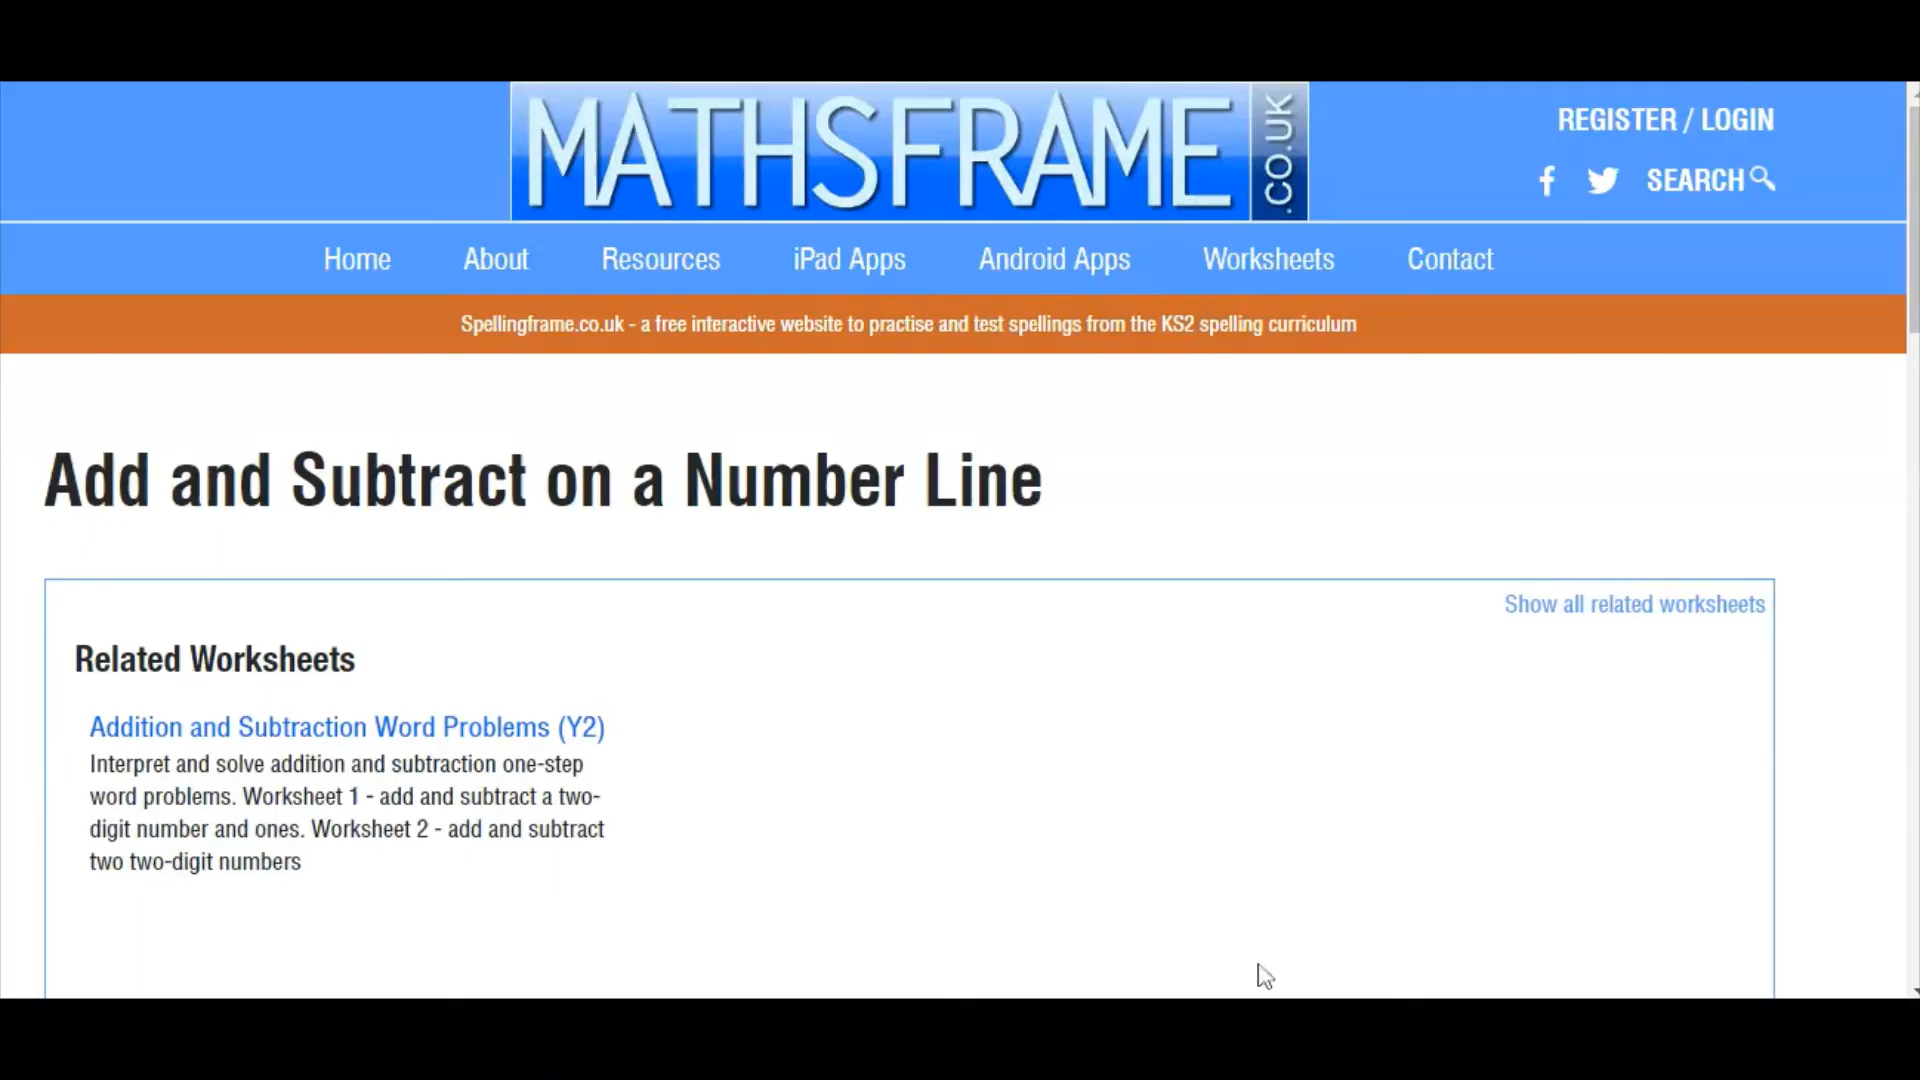 MATHSFRAME .CO.UK
REGISTER / LOGIN
SEARCH
Home About Resources iPad Apps Android Apps Worksheets Contact
Spellingframe.co.uk - a free interactive website to practise and test spellings from the KS2 spelling curriculum
Add and Subtract on a Number Line
Show all related worksheets
Related Worksheets
Addition and Subtraction Word Problems (Y2)
Interpret and solve addition and subtraction one-step
word problems. Worksheet 1 - add and subtract a two-
digit number and ones. Worksheet 2 - add and subtract
two two-digit numbers